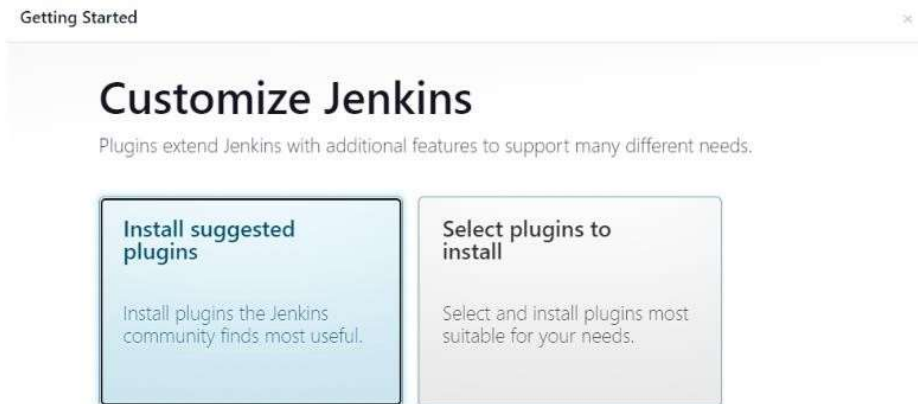 Getting Started
×
Customize Jenkins
Plugins extend Jenkins with additional features to support many different needs.
Install suggested
plugins
Install plugins the Jenkins
community finds most useful.
Select plugins to
install
Select and install plugins most
suitable for your needs.